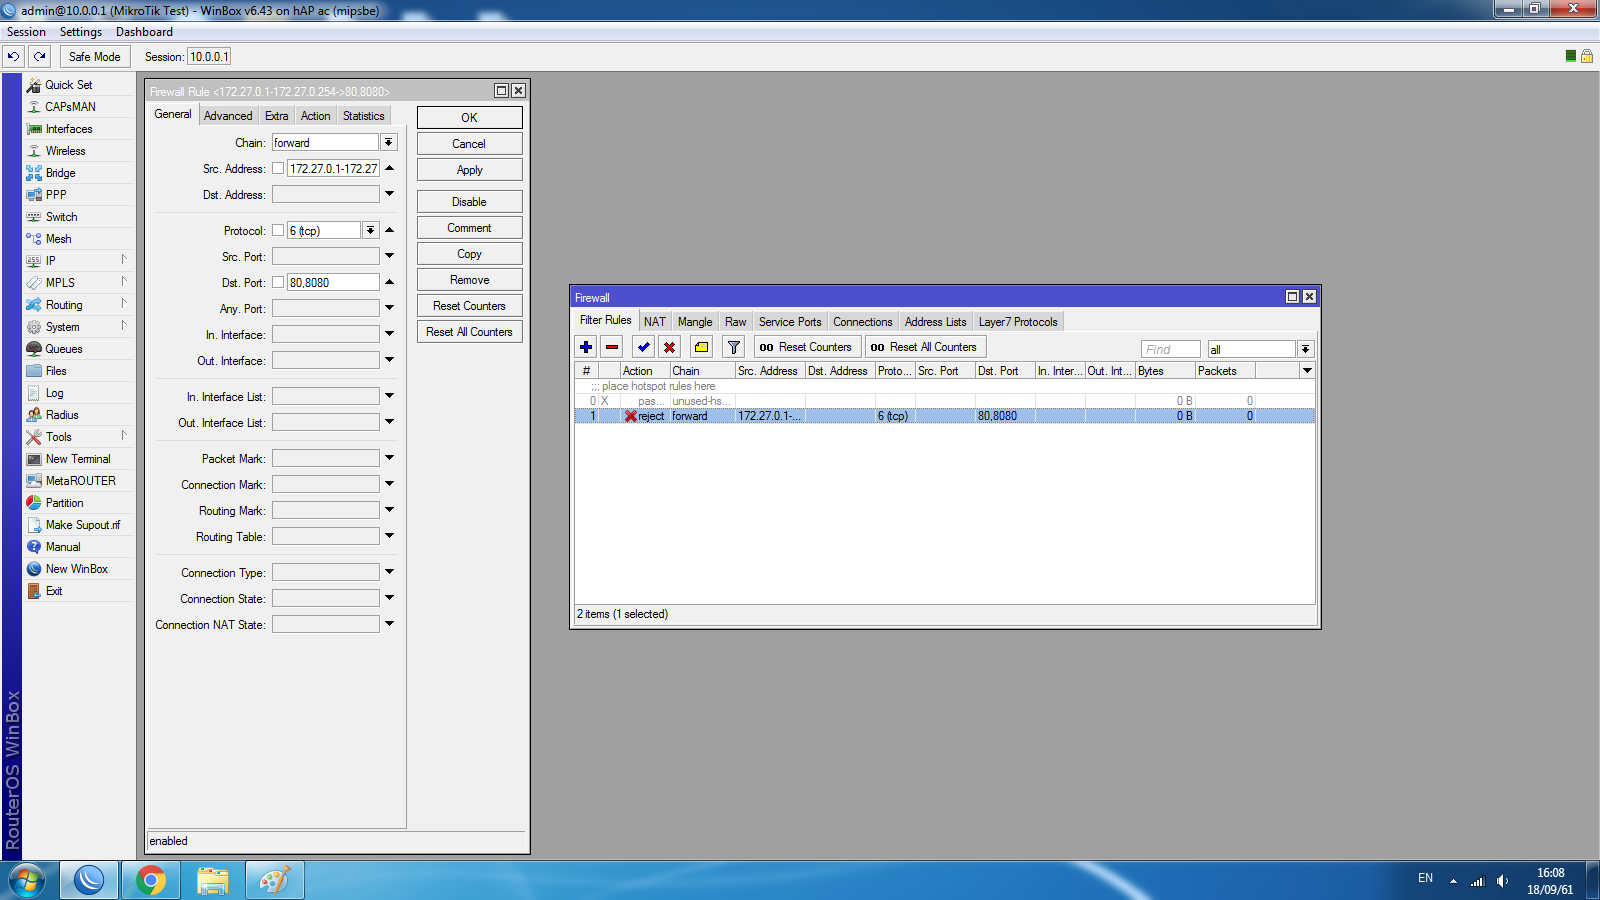 admin@10.0.0.1 (MikroTik Test) - WinBox v6.43 on hAP ac (mipsbe)
Session Settings Dashboard
Safe Mode Session: 10.0.0.1
Quick Set
CAPsMAN
Interfaces
Wireless
Bridge
PPP
Switch
Mesh
IP
MPLS
Routing
System
Queues
Files
Log
Radius
Tools
New Terminal
MetaROUTER
Partition
Make Supout.rif
Manual
New WinBox
Exit
RouterOS WinBox
Firewall Rule <172.27.0.1-172.27.0.254->80,8080>
General Advanced Extra Action Statistics
Chain: forward
Src. Address: 172.27.0.1-172.27
Dst. Address:
Protocol: 6 (tcp)
Src. Port:
Dst. Port: 80,8080
Any. Port:
In. Interface:
Out. Interface:
In. Interface List:
Out. Interface List:
Packet Mark:
Connection Mark:
Routing Mark:
Routing Table:
Connection Type:
Connection State:
Connection NAT State:
enabled
OK
Cancel
Apply
Disable
Comment
Copy
Remove
Reset Counters
Reset All Counters
Firewall
Filter Rules NAT Mangle Raw Service Ports Connections Address Lists Layer7 Protocols
00 Reset Counters 00 Reset All Counters Find all
# Action Chain Src. Address Dst. Address Proto... Src. Port Dst. Port In. Inter... Out. Int... Bytes Packets
;;; place hotspot rules here
0 X pas... unused-hs... 0 B 0
1 reject forward 172.27.0.1-... 6 (tcp) 80,8080 0 B 0
2 items (1 selected)
EN 16:08
18/09/61